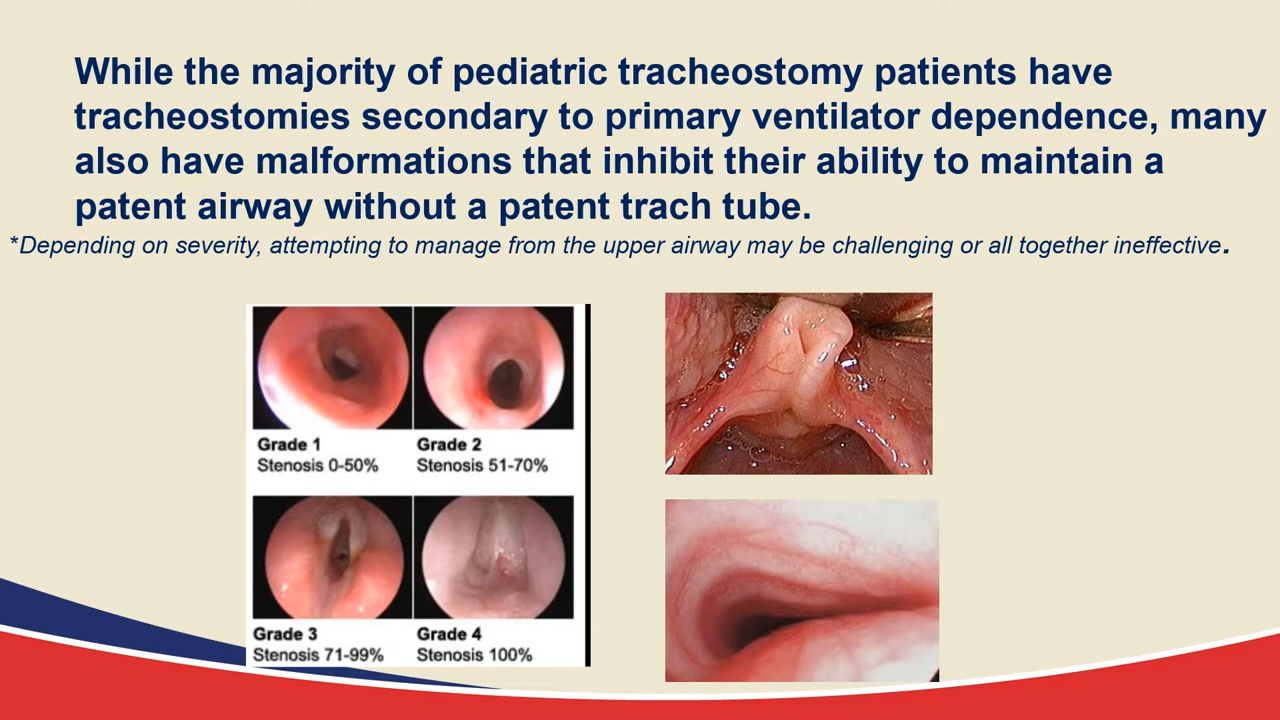 While the majority of pediatric tracheostomy patients have
tracheostomies secondary to primary ventilator dependence, many
also have malformations that inhibit their ability to maintain a
patent airway without a patent trach tube.
*Depending on severity, attempting to manage from the upper airway may be challenging or all together ineffective.
Grade 1
Stenosis 0-50%
Grade 2
Stenosis 51-70%
Grade 3
Stenosis 71-99%
Grade 4
Stenosis 100%